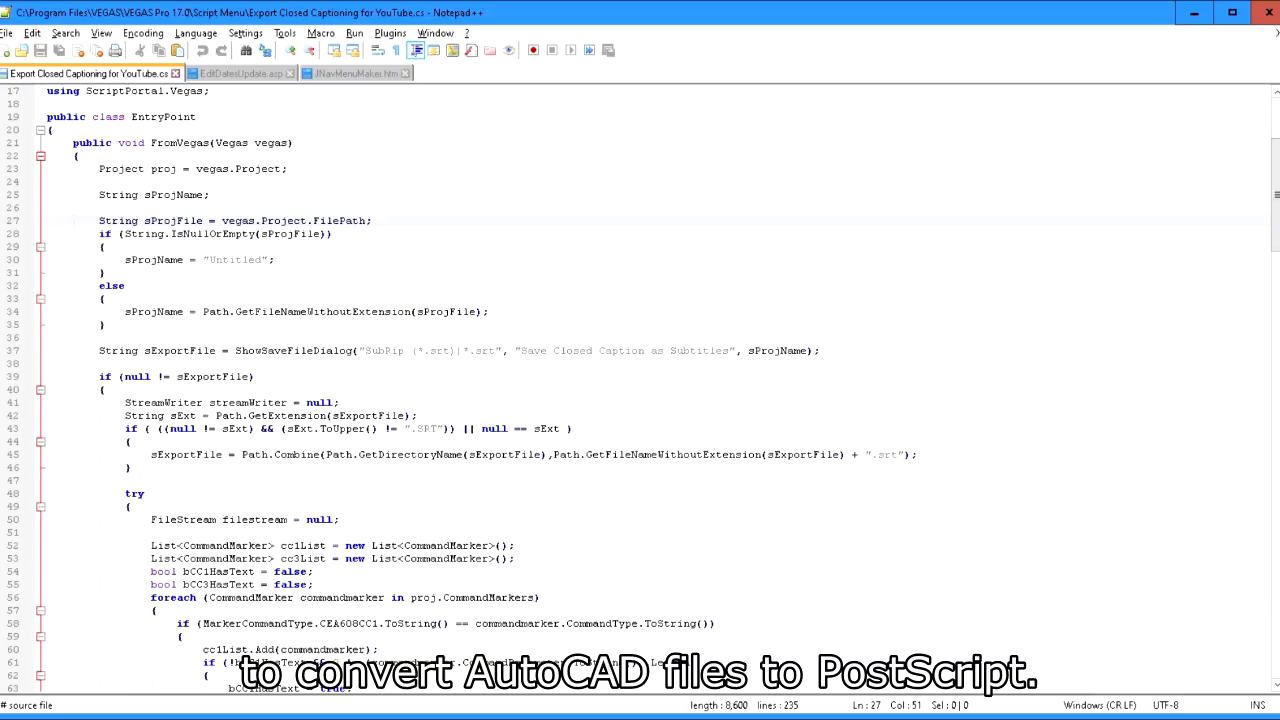 C:\Program Files\VEGAS\VEGAS Pro 17.0\Script Menu\Export Closed Captioning for YouTube.cs - Notepad++
File Edit Search View Encoding Language Settings Tools Macro Run Plugins Window ?
Export Closed Captioning for YouTube.cs EditDatesUpdate.asp JNavMenuMaker.htm
17 using ScriptPortal.Vegas;
18
19 public class EntryPoint
20 {
21 public void FromVegas(Vegas vegas)
22 {
23 Project proj = vegas.Project;
24
25 String sProjName;
26
27 String sProjFile = vegas.Project.FilePath;
28 if (String.IsNullOrEmpty(sProjFile))
29 {
30 sProjName = "Untitled";
31 }
32 else
33 {
34 sProjName = Path.GetFileNameWithoutExtension(sProjFile);
35 }
36
37 String sExportFile = ShowSaveFileDialog("SubRip (*.srt)|*.srt", "Save Closed Caption as Subtitles", sProjName);
38
39 if (null != sExportFile)
40 {
41 StreamWriter streamWriter = null;
42 String sExt = Path.GetExtension(sExportFile);
43 if ( ((null != sExt) && (sExt.ToUpper() != ".SRT")) || null == sExt )
44 {
45 sExportFile = Path.Combine(Path.GetDirectoryName(sExportFile),Path.GetFileNameWithoutExtension(sExportFile) + ".srt");
46 }
47
48 try
49 {
50 FileStream filestream = null;
51
52 List<CommandMarker> cc1List = new List<CommandMarker>();
53 List<CommandMarker> cc3List = new List<CommandMarker>();
54 bool bCC1HasText = false;
55 bool bCC3HasText = false;
56 foreach (CommandMarker commandmarker in proj.CommandMarkers)
57 {
58 if (MarkerCommandType.CEA608CC1.ToString() == commandmarker.CommandType.ToString())
59 {
60 cc1List.Add(commandmarker);
61 if
62 {
63 bCC1HasText = true;
to convert AutoCAD files to PostScript.
# source file length : 8,600 lines : 235 Ln : 27 Col : 51 Sel : 0 | 0 Windows (CR LF) UTF-8 INS